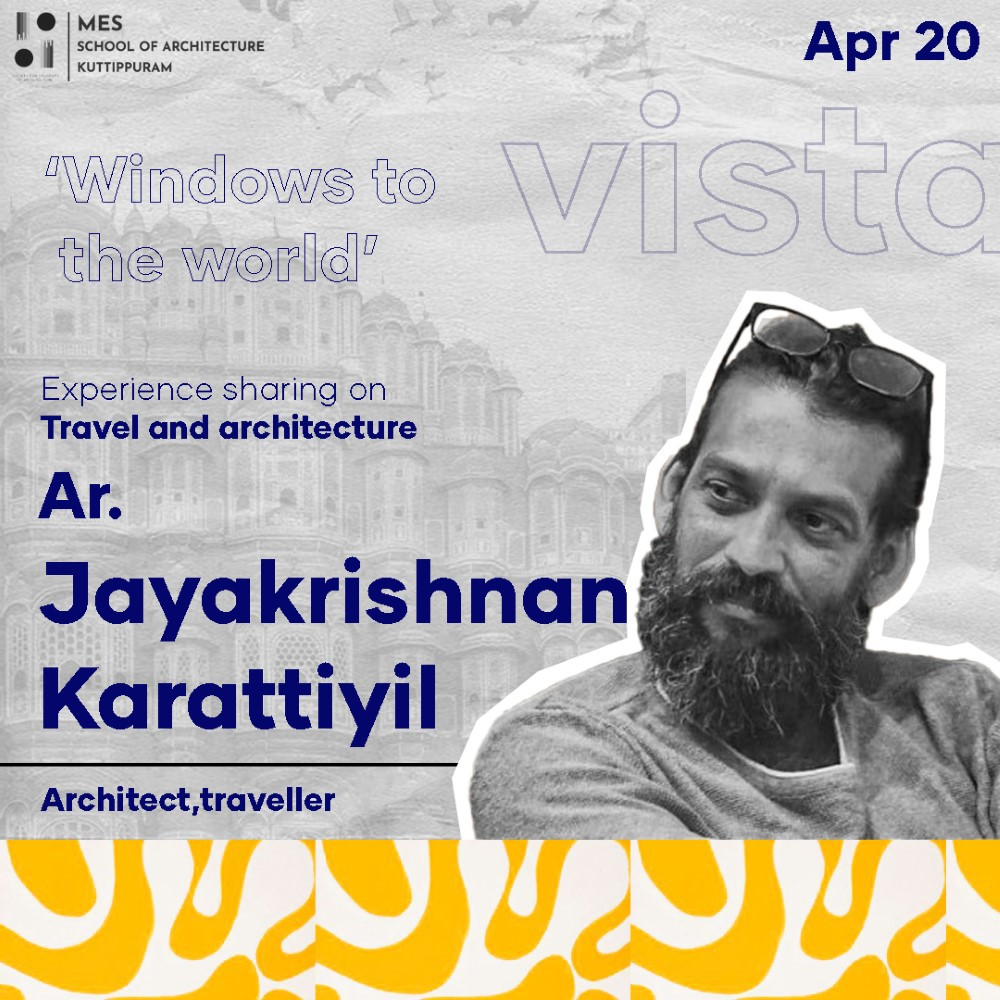 MES
SCHOOL OF ARCHITECTURE
KUTTIPPURAM
Apr 20
vista
'Windows to
the world'
Experience sharing on
Travel and architecture
Ar.
Jayakrishnan
Karattiyil
Architect,traveller